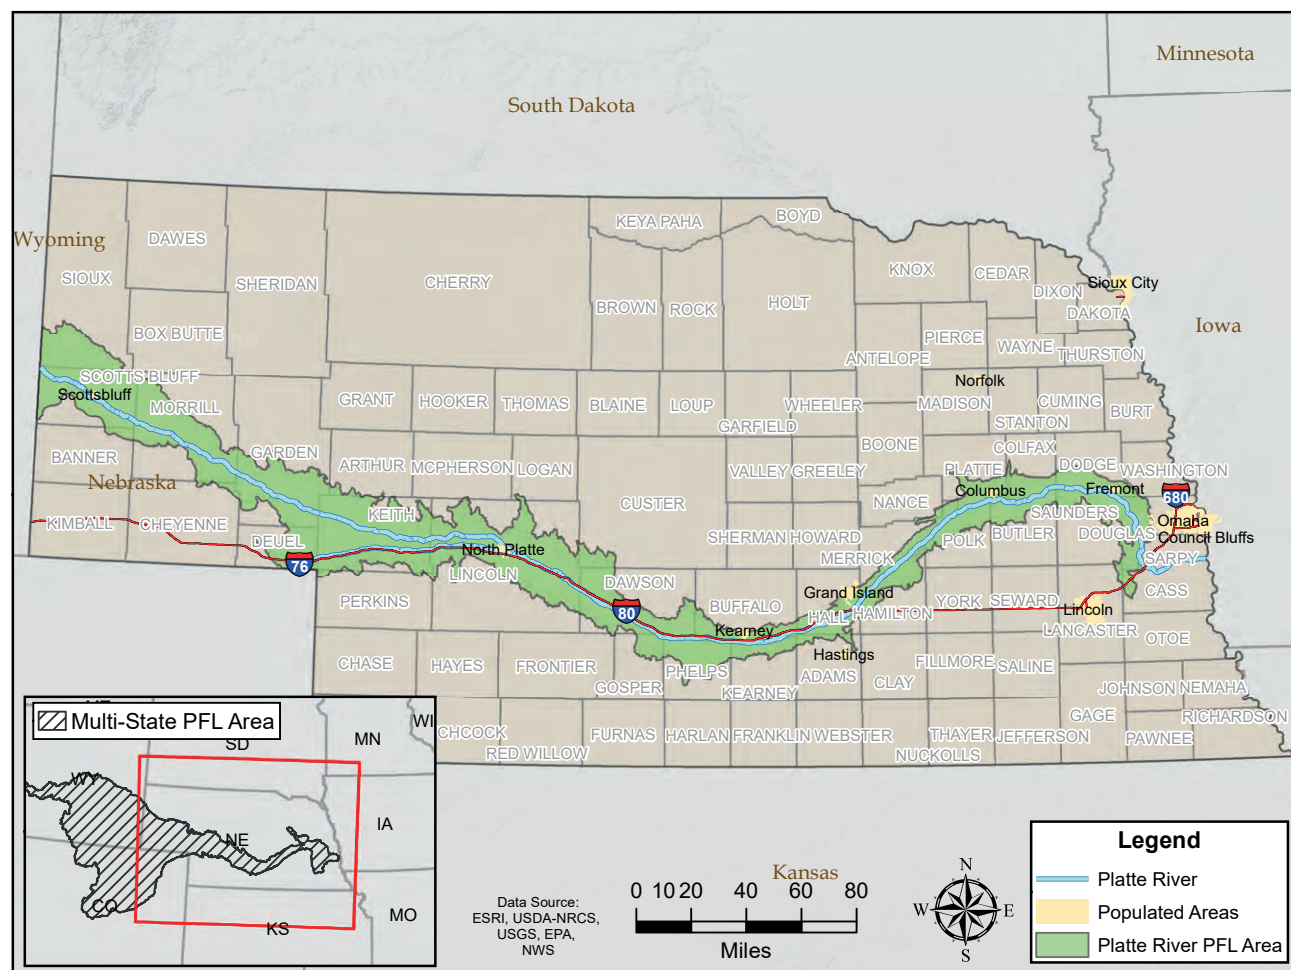 Minnesota
South Dakota
Wyoming
Iowa
Nebraska
Kansas
KEYA PAHA
BOYD
DAWES
SIOUX
SHERIDAN
CHERRY
KNOX
CEDAR
Sioux City
DIXON
DAKOTA
BROWN
ROCK
HOLT
BOX BUTTE
PIERCE
WAYNE
THURSTON
ANTELOPE
SCOTTS BLUFF
Scottsbluff
MORRILL
GRANT
HOOKER
THOMAS
BLAINE
LOUP
WHEELER
GARFIELD
Norfolk
MADISON
STANTON
CUMING
BURT
BANNER
GARDEN
ARTHUR
MCPHERSON
LOGAN
CUSTER
VALLEY
GREELEY
BOONE
PLATTE
COLFAX
DODGE
WASHINGTON
NANCE
Columbus
Fremont
680
KIMBALL
CHEYENNE
DEUEL
KEITH
North Platte
LINCOLN
76
SHERMAN
HOWARD
MERRICK
POLK
BUTLER
SAUNDERS
DOUGLAS
Omaha
Council Bluffs
SARPY
CASS
PERKINS
DAWSON
80
BUFFALO
Kearney
Grand Island
HALL
HAMILTON
YORK
SEWARD
Lincoln
LANCASTER
OTOE
CHASE
HAYES
FRONTIER
GOSPER
PHELPS
KEARNEY
Hastings
ADAMS
CLAY
FILLMORE
SALINE
JOHNSON
NEMAHA
GAGE
RICHARDSON
CHCOCK
RED WILLOW
FURNAS
HARLAN
FRANKLIN
WEBSTER
NUCKOLLS
THAYER
JEFFERSON
PAWNEE
Multi-State PFL Area
SD
MN
WI
WY
NE
IA
CO
KS
MO
Data Source:
ESRI, USDA-NRCS,
USGS, EPA,
NWS
0 10 20 40 60 80
Miles
N
W
E
S
Legend
Platte River
Populated Areas
Platte River PFL Area